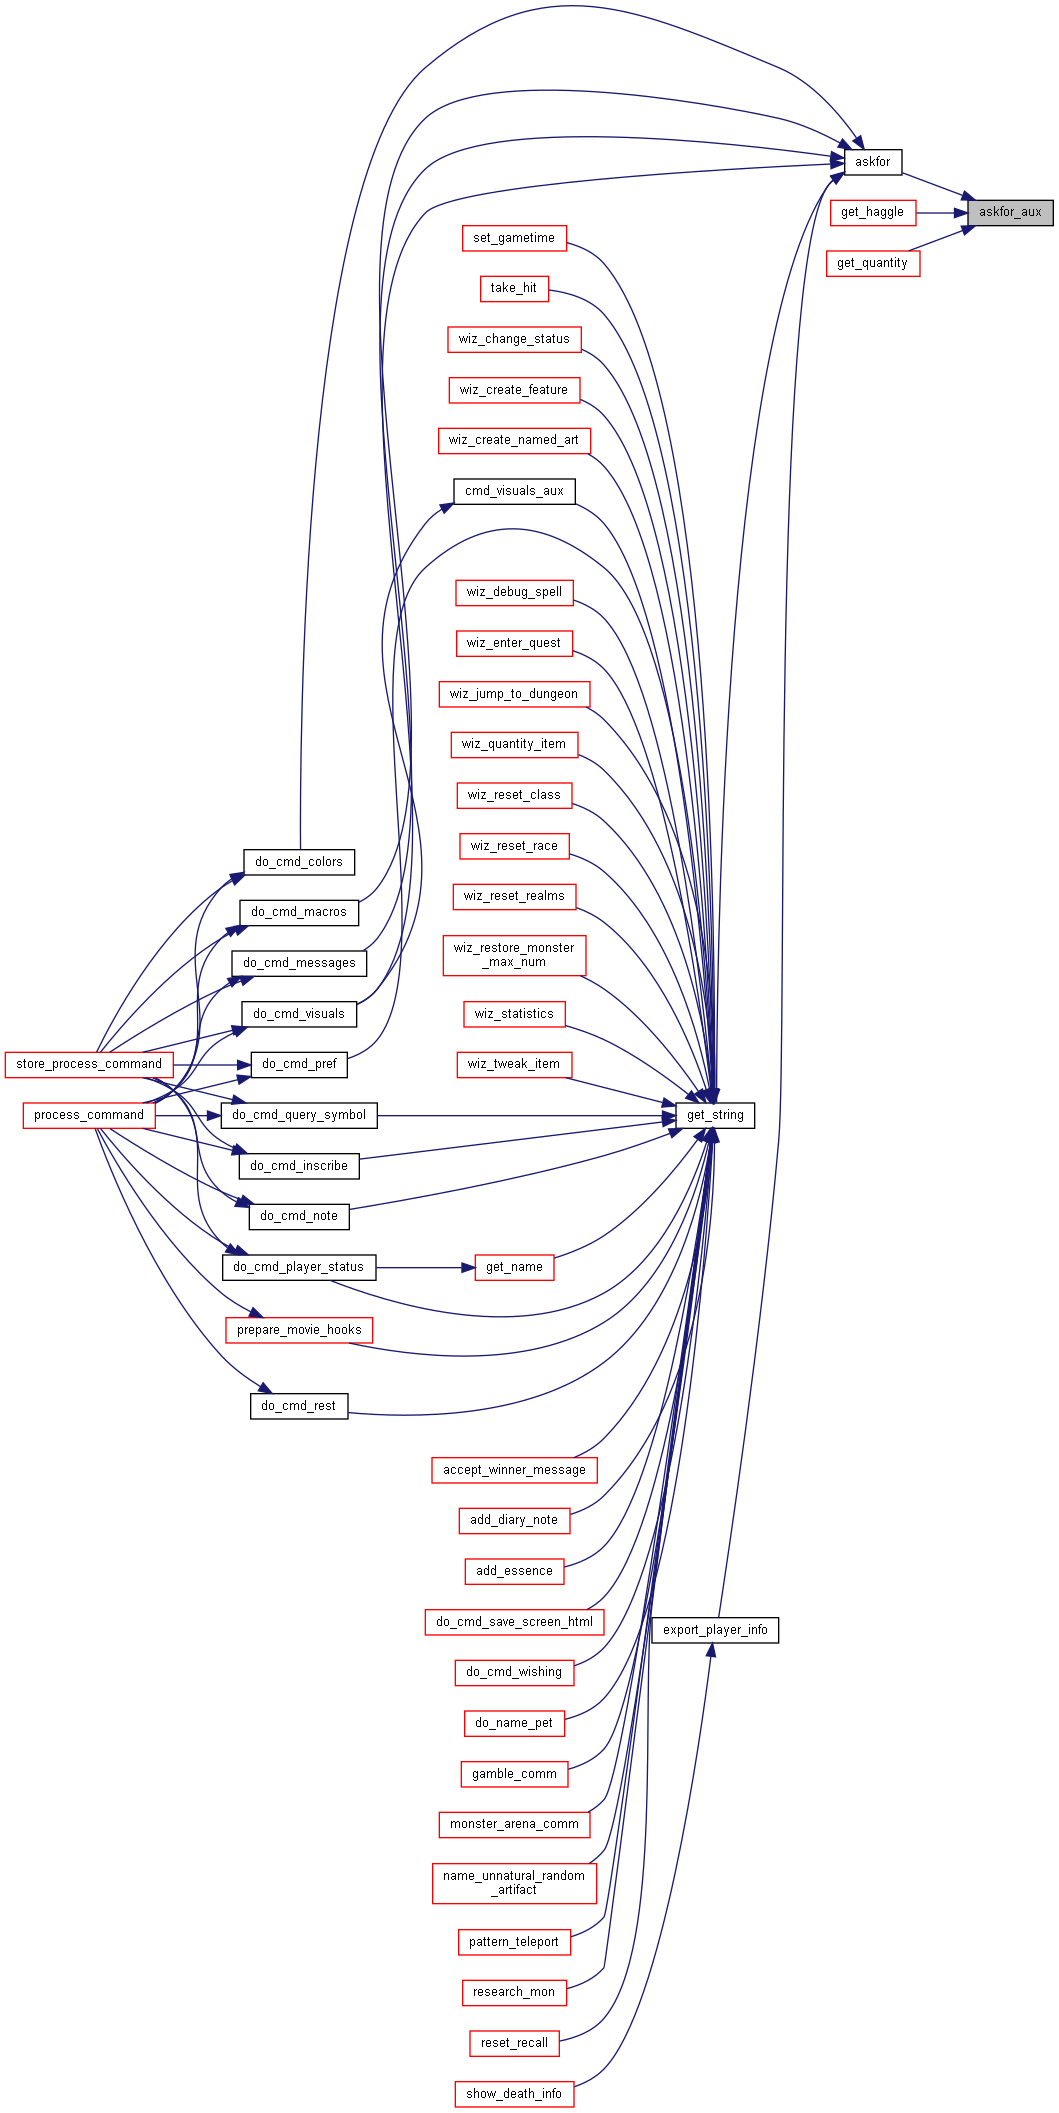 askfor
askfor_aux
get_haggle
get_quantity
set_gametime
take_hit
wiz_change_status
wiz_create_feature
wiz_create_named_art
cmd_visuals_aux
wiz_debug_spell
wiz_enter_quest
wiz_jump_to_dungeon
wiz_quantity_item
wiz_reset_class
wiz_reset_race
wiz_reset_realms
wiz_restore_monster
_max_num
wiz_statistics
wiz_tweak_item
do_cmd_colors
do_cmd_macros
do_cmd_messages
do_cmd_visuals
do_cmd_pref
store_process_command
process_command
do_cmd_query_symbol
get_string
do_cmd_inscribe
do_cmd_note
do_cmd_player_status
get_name
prepare_movie_hooks
do_cmd_rest
accept_winner_message
add_diary_note
add_essence
do_cmd_save_screen_html
export_player_info
do_cmd_wishing
do_name_pet
gamble_comm
monster_arena_comm
name_unnatural_random
_artifact
pattern_teleport
research_mon
reset_recall
show_death_info